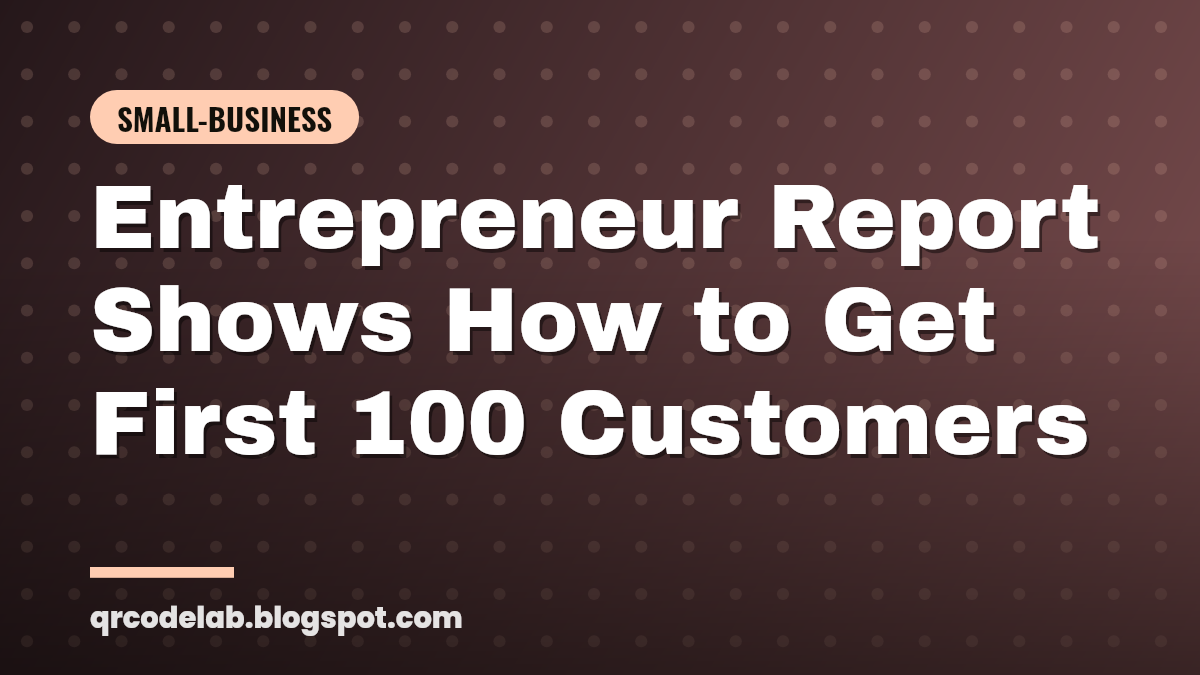 SMALL-BUSINESS
Entrepreneur Report
Shows How to Get
First 100 Customers
qrcodelab.blogspot.com